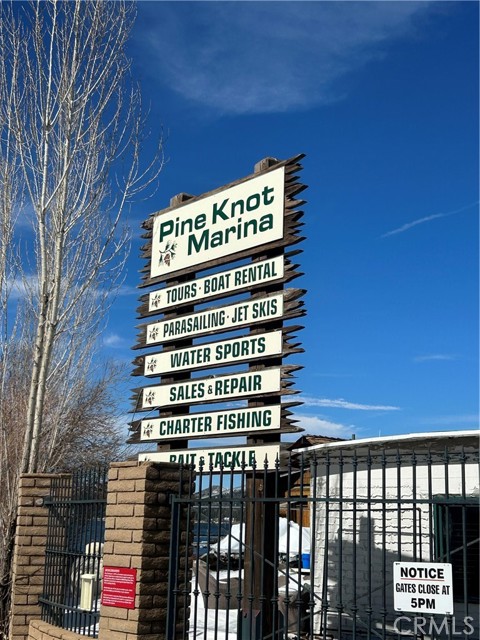 Pine Knot
Marina
TOURS · BOAT RENTAL
PARASAILING · JET SKIS
WATER SPORTS
SALES & REPAIR
CHARTER FISHING
BAIT & TACKLE
NOTICE
GATES CLOSE AT
5PM
CRMLS